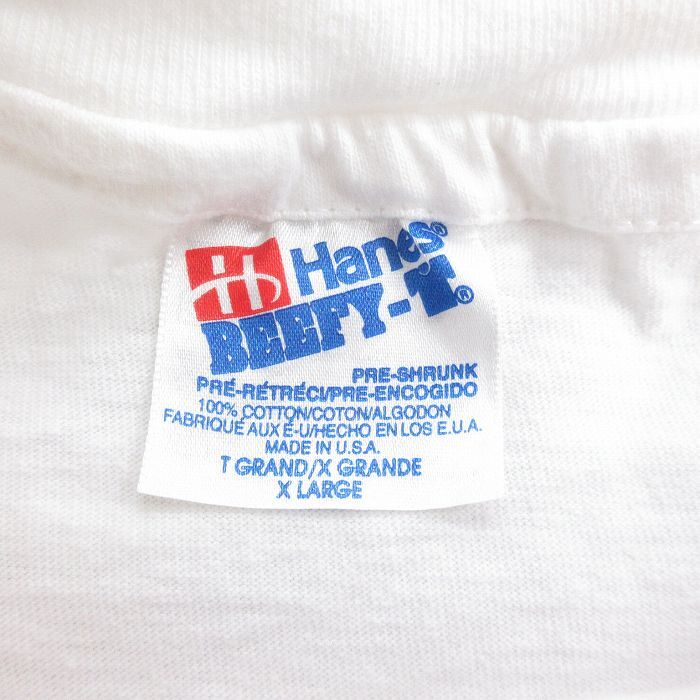 H Hanes®
BEEFY-T®
PRE-SHRUNK
PRÉ-RÉTRÉCI/PRE-ENCOGIDO
100% COTTON/COTON/ALGODON
FABRIQUÉ AUX É-U/HECHO EN LOS E.U.A.
MADE IN U.S.A.
T GRAND/X GRANDE
X LARGE